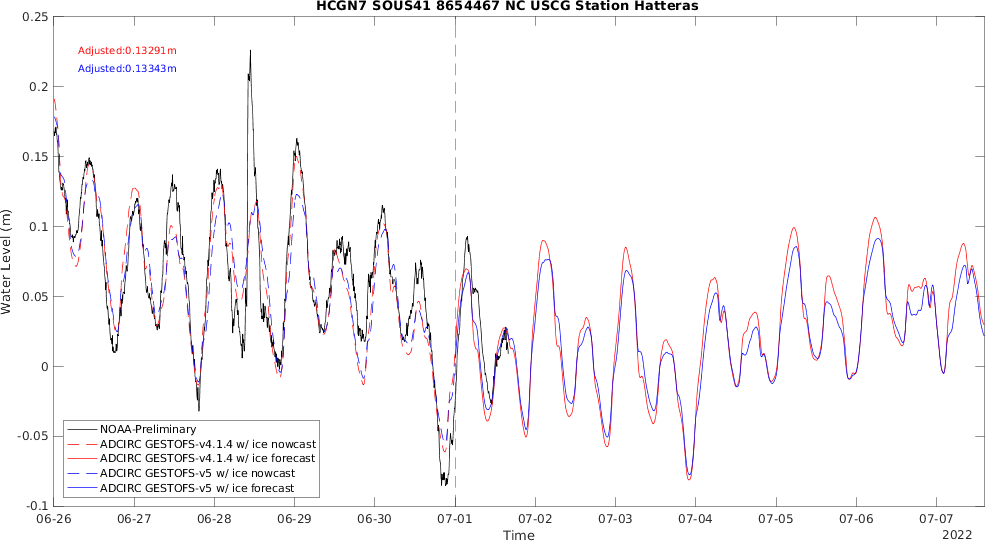 HCGN7 SOUS41 8654467 NC USCG Station Hatteras
Adjusted:0.13291m
Adjusted:0.13343m
Water Level (m)
0.25
0.2
0.15
0.1
0.05
0
-0.05
-0.1
NOAA-Preliminary
ADCIRC GESTOFS-v4.1.4 w/ ice nowcast
ADCIRC GESTOFS-v4.1.4 w/ ice forecast
ADCIRC GESTOFS-v5 w/ ice nowcast
ADCIRC GESTOFS-v5 w/ ice forecast
06-26 06-27 06-28 06-29 06-30 07-01 07-02 07-03 07-04 07-05 07-06 07-07
Time
2022